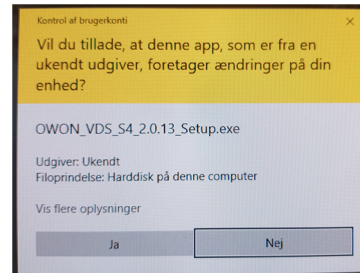 Kontrol af brugerkonti
Vil du tillade, at denne app, som er fra en
ukendt udgiver, foretager ændringer på din
enhed?
OWON_VDS_S4_2.0.13_Setup.exe
Udgiver: Ukendt
Filoprindelse: Harddisk på denne computer
Vis flere oplysninger
Ja
Nej